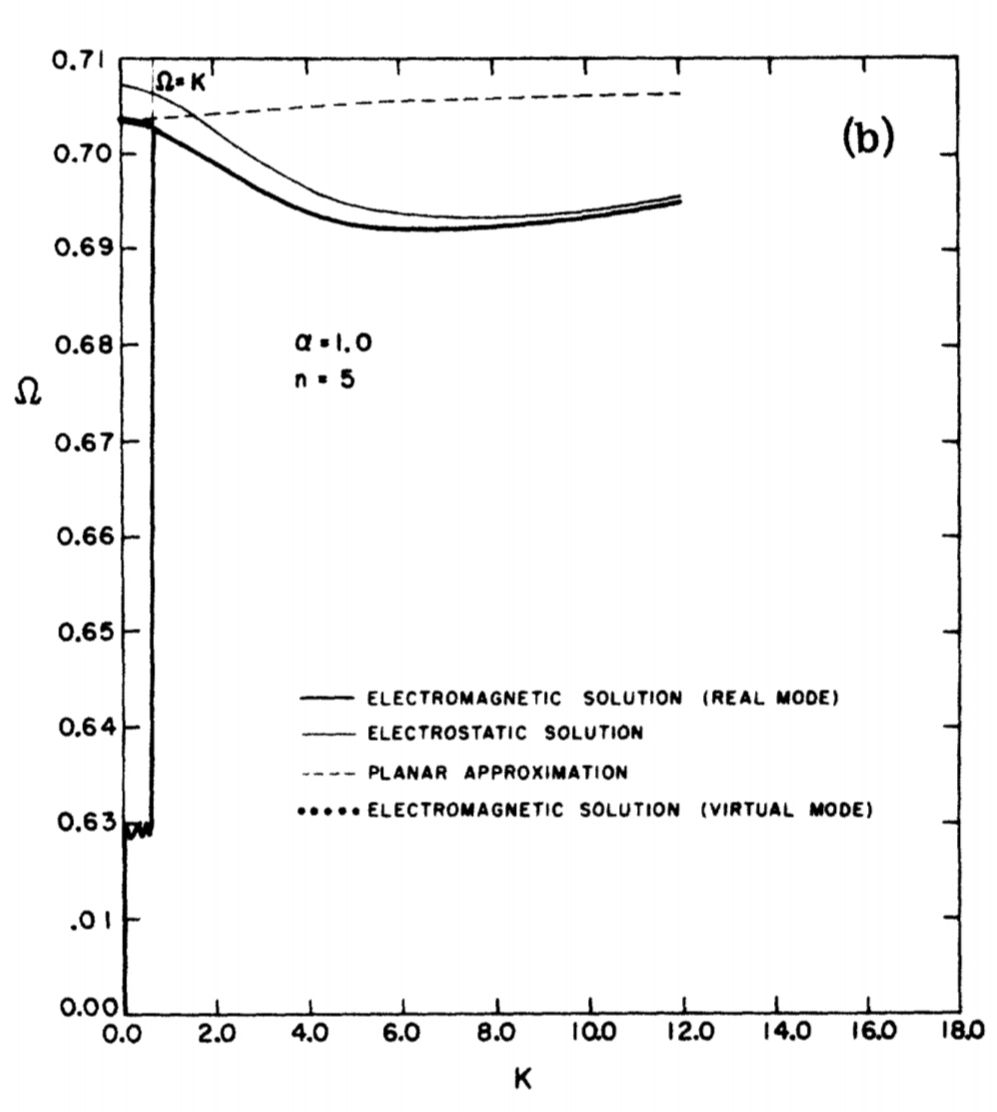 0.71
Ω=K
(b)
0.70
0.69
α=1.0
0.68
n = 5
Ω
0.67
0.66
0.65
ELECTROMAGNETIC SOLUTION (REAL MODE)
0.64
ELECTROSTATIC SOLUTION
PLANAR APPROXIMATION
0.63
ELECTROMAGNETIC SOLUTION (VIRTUAL MODE)
.01
0.00
0.0 2.0 4.0 6.0 8.0 10.0 12.0 14.0 16.0 18.0
K